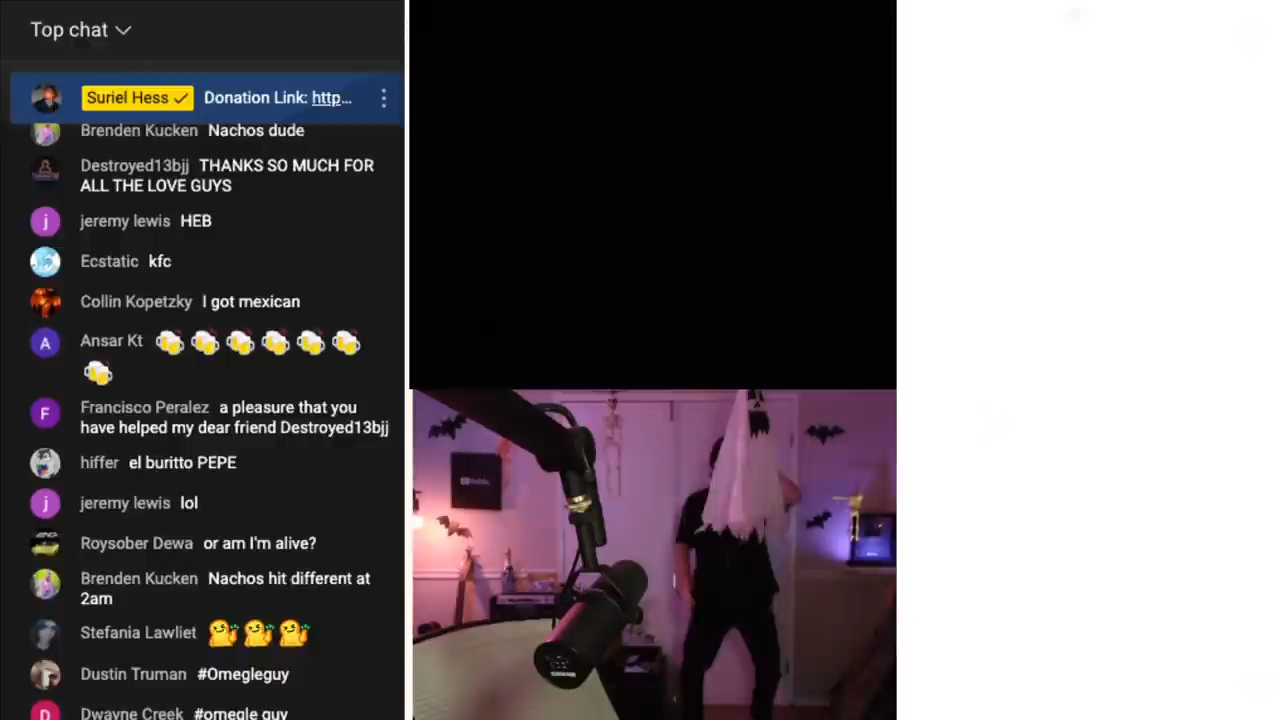 Top chat
Suriel Hess Donation Link: http...
Brenden Kucken Nachos dude
Destroyed13bjj THANKS SO MUCH FOR
ALL THE LOVE GUYS
j jeremy lewis HEB
Ecstatic kfc
Collin Kopetzky I got mexican
A Ansar Kt
F Francisco Peralez a pleasure that you
have helped my dear friend Destroyed13bjj
hiffer el buritto PEPE
j jeremy lewis lol
Roysober Dewa or am I'm alive?
Brenden Kucken Nachos hit different at
2am
Stefania Lawliet
Dustin Truman #Omegleguy
D Dwayne Creek #omegle guy